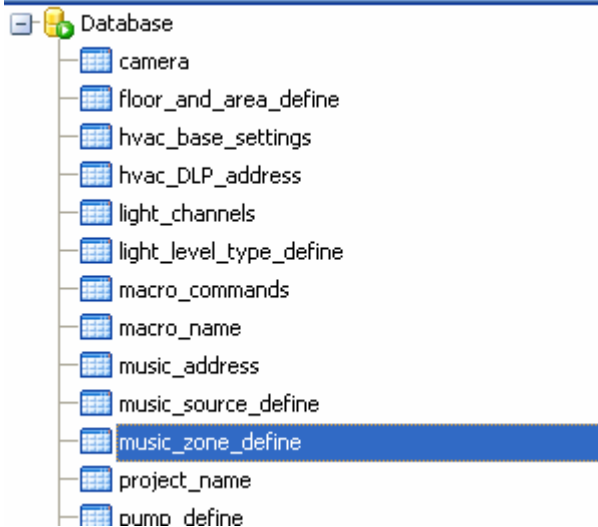 Database
camera
floor_and_area_define
hvac_base_settings
hvac_DLP_address
light_channels
light_level_type_define
macro_commands
macro_name
music_address
music_source_define
music_zone_define
project_name
pump_define